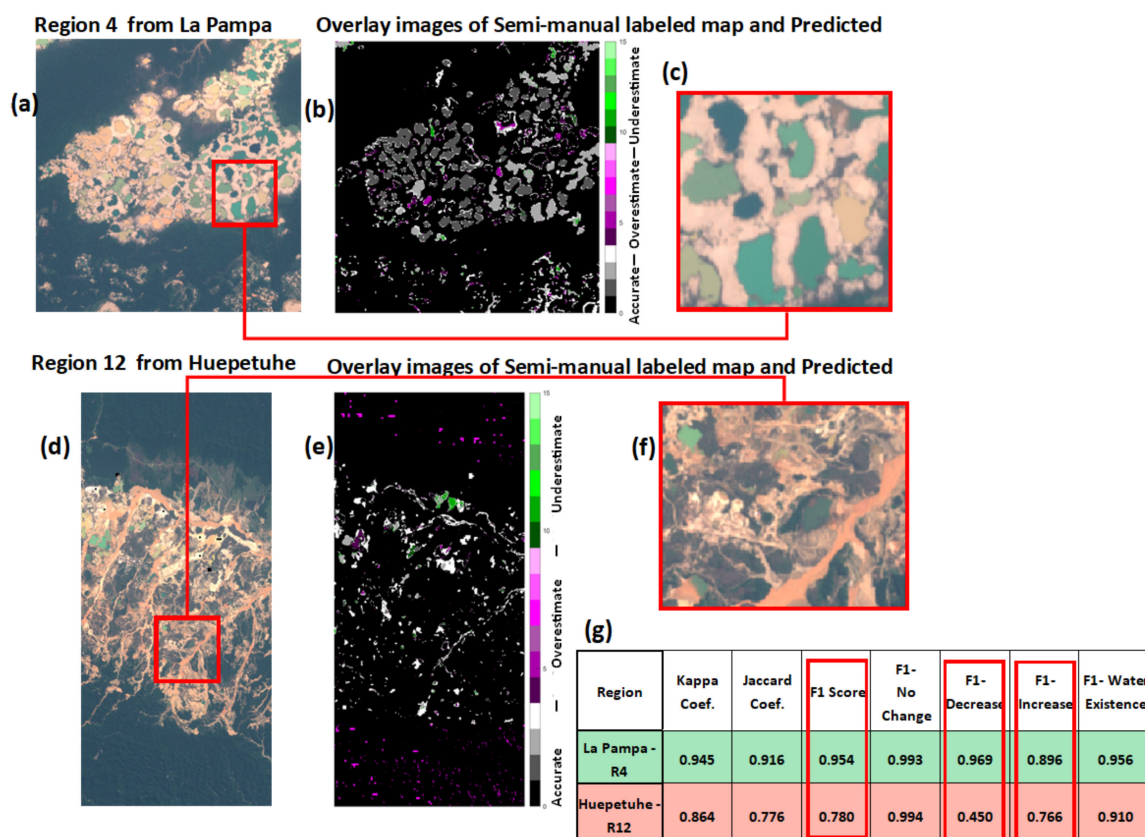 Region 4 from La Pampa
Overlay images of Semi-manual labeled map and Predicted
(a)
(b)
15
10
5
0
Accurate — Overestimate — Underestimate
(c)
Region 12 from Huepetuhe
Overlay images of Semi-manual labeled map and Predicted
(d)
(e)
15
10
5
0
Accurate — Overestimate — Underestimate
(f)
(g)
Region
Kappa
Coef.
Jaccard
Coef.
F1 Score
F1-
No
Change
F1-
Decrease
F1-
Increase
F1- Water
Existence
La Pampa -
R4
0.945
0.916
0.954
0.993
0.969
0.896
0.956
Huepetuhe -
R12
0.864
0.776
0.780
0.994
0.450
0.766
0.910